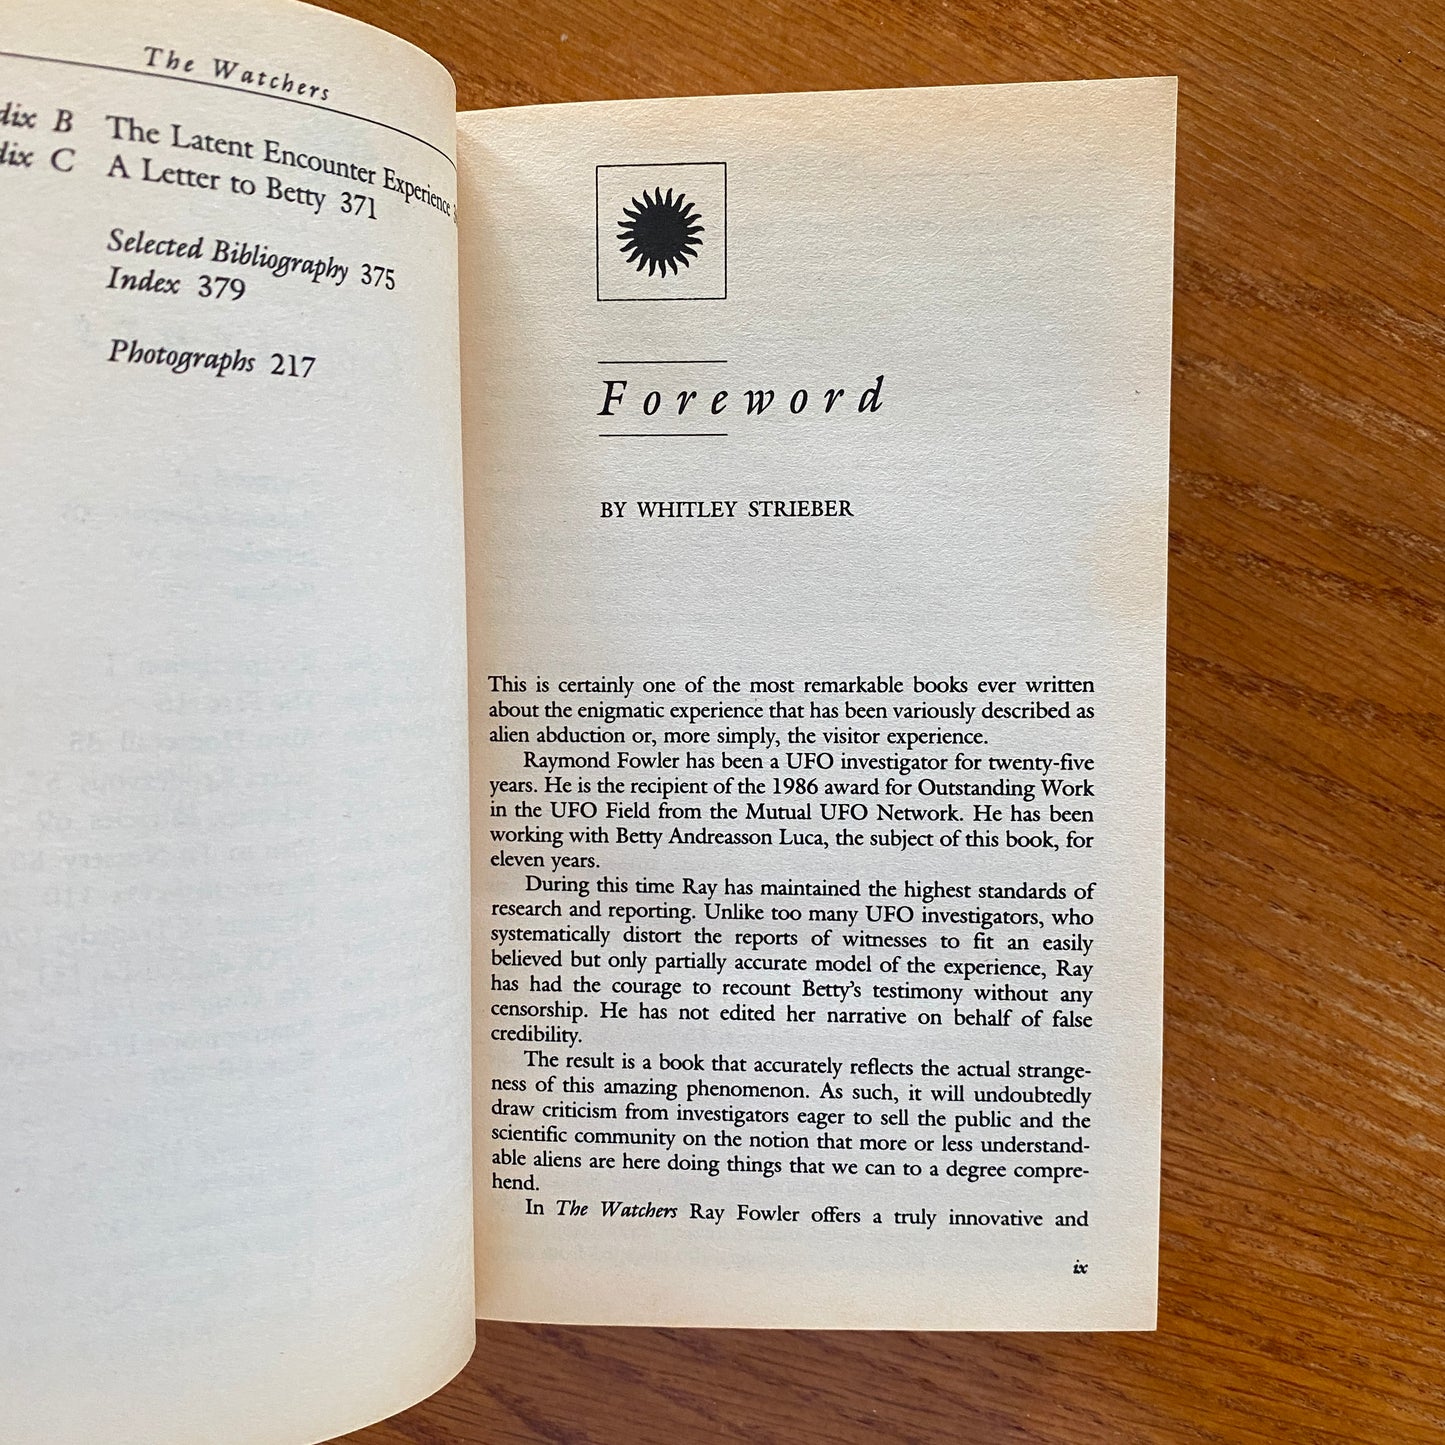 The Watchers
dix B The Latent Encounter Experience
dix C A Letter to Betty 371
Selected Bibliography 375
Index 379
Photographs 217
Foreword
BY WHITLEY STRIEBER
This is certainly one of the most remarkable books ever written
about the enigmatic experience that has been variously described as
alien abduction or, more simply, the visitor experience.
Raymond Fowler has been a UFO investigator for twenty-five
years. He is the recipient of the 1986 award for Outstanding Work
in the UFO Field from the Mutual UFO Network. He has been
working with Betty Andreasson Luca, the subject of this book, for
eleven years.
During this time Ray has maintained the highest standards of
research and reporting. Unlike too many UFO investigators, who
systematically distort the reports of witnesses to fit an easily
believed but only partially accurate model of the experience, Ray
has had the courage to recount Betty's testimony without any
censorship. He has not edited her narrative on behalf of false
credibility.
The result is a book that accurately reflects the actual strange-
ness of this amazing phenomenon. As such, it will undoubtedly
draw criticism from investigators eager to sell the public and the
scientific community on the notion that more or less understand-
able aliens are here doing things that we can to a degree compre-
hend.
In The Watchers Ray Fowler offers a truly innovative and
ix